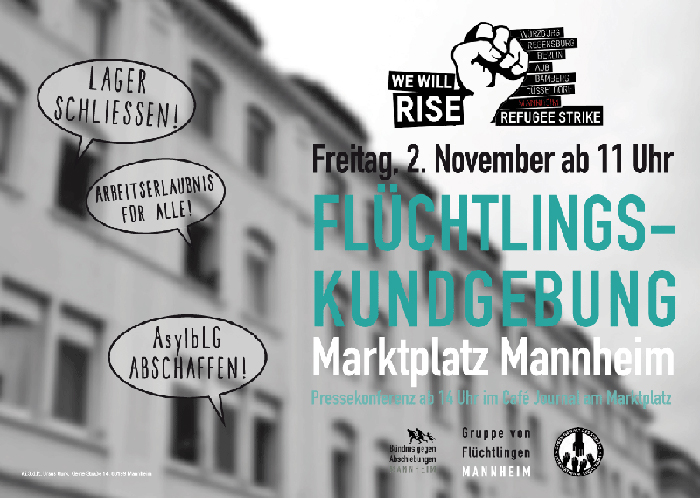 LAGER
SCHLIESSEN!
ARBEITSERLAUBNIS
FÜR ALLE!
AsylbLG
ABSCHAFFEN!
WE WILL
RISE
WÜRZBURG
REGENSBURG
BERLIN
AUB
BAMBERG
DÜSSELDORF
MANNHEIM
REFUGEE STRIKE
Freitag, 2. November ab 11 Uhr
FLÜCHTLINGS-
KUNDGEBUNG
Marktplatz Mannheim
Pressekonferenz ab 14 Uhr im Café Journal am Marktplatz
Bündnis gegen
Abschiebungen
MANNHEIM
Gruppe von
Flüchtlingen
MANNHEIM